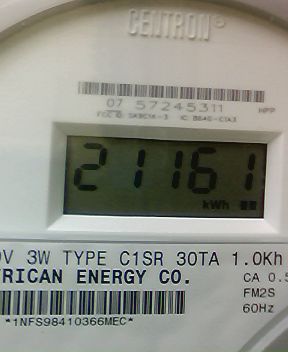 CENTRON®
07 57245311
HPP
21161
kWh
V 3W TYPE C1SR 30TA 1.0Kh
RICAN ENERGY CO.
CA 0.5
FM2S
60Hz
*1NFS98410366MEC*